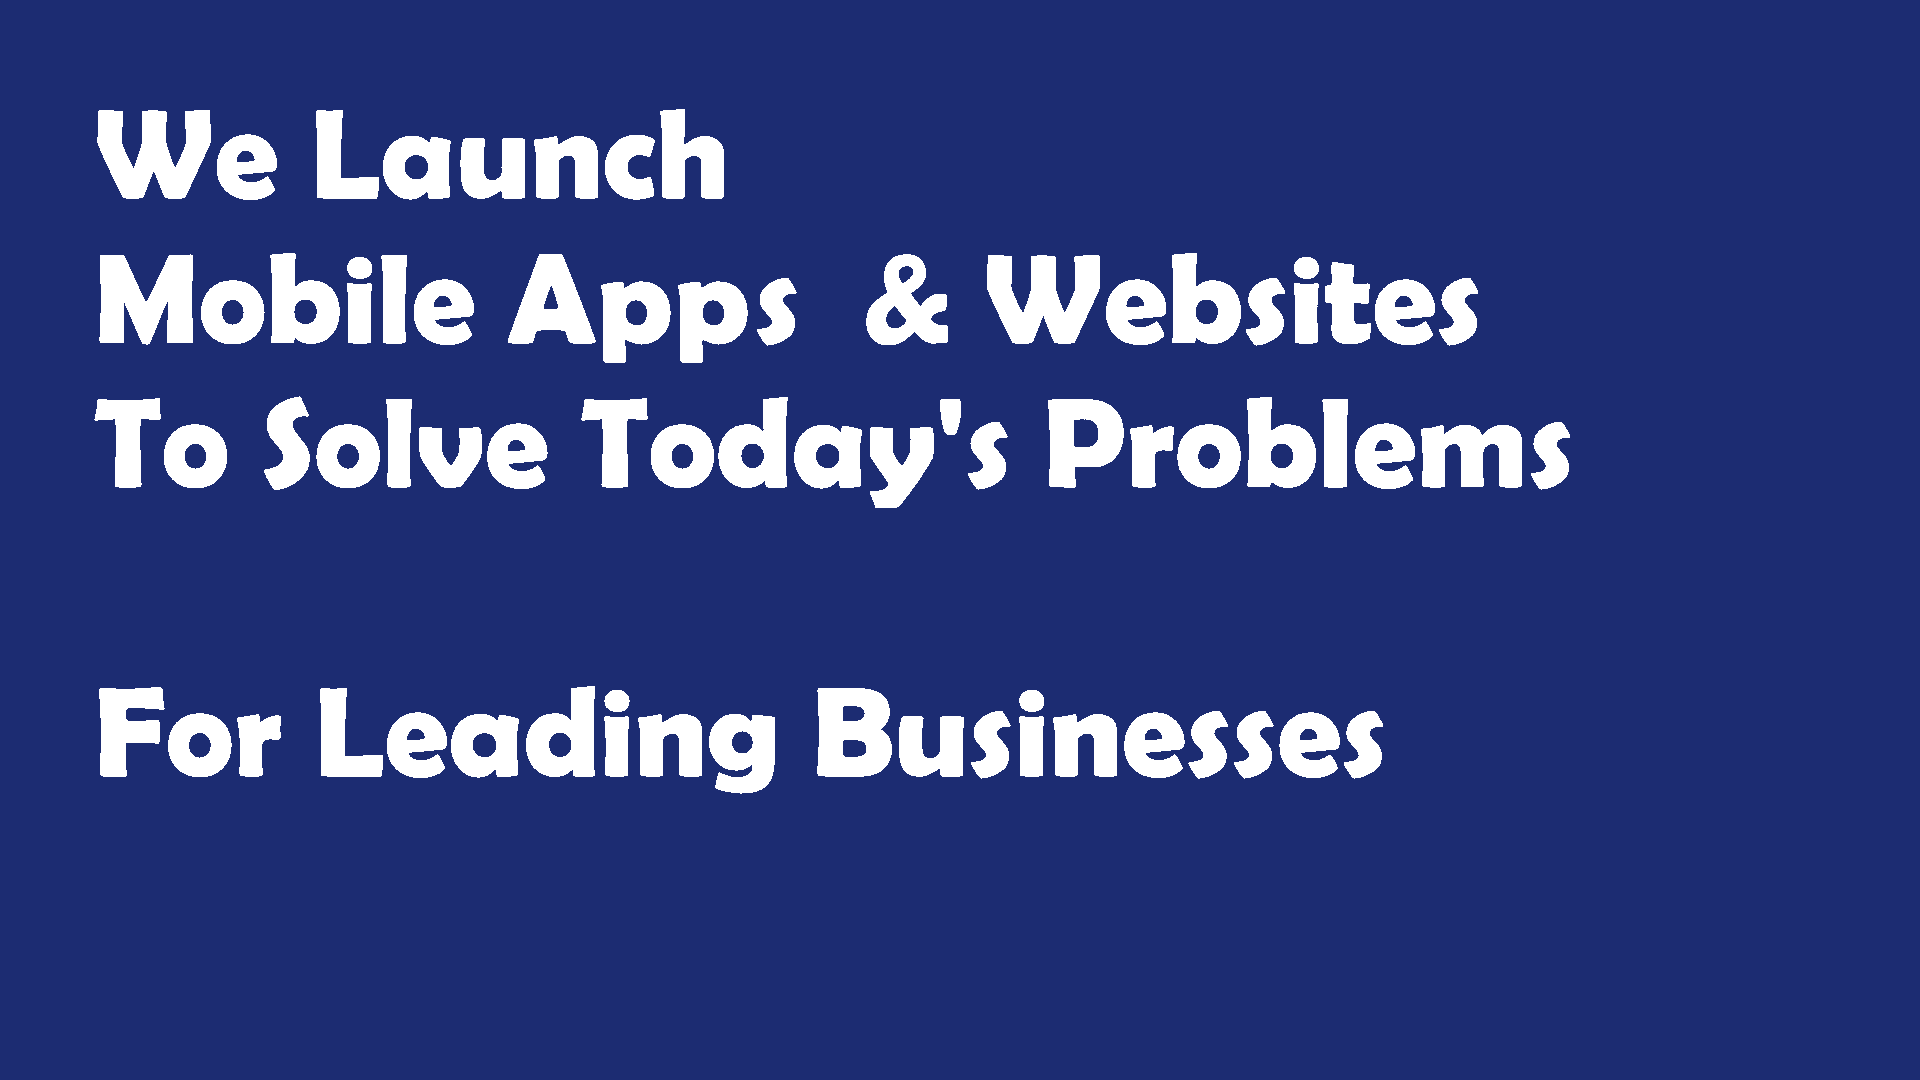 We Launch
Mobile Apps  & Websites
To Solve Today's Problems
For Leading Businesses